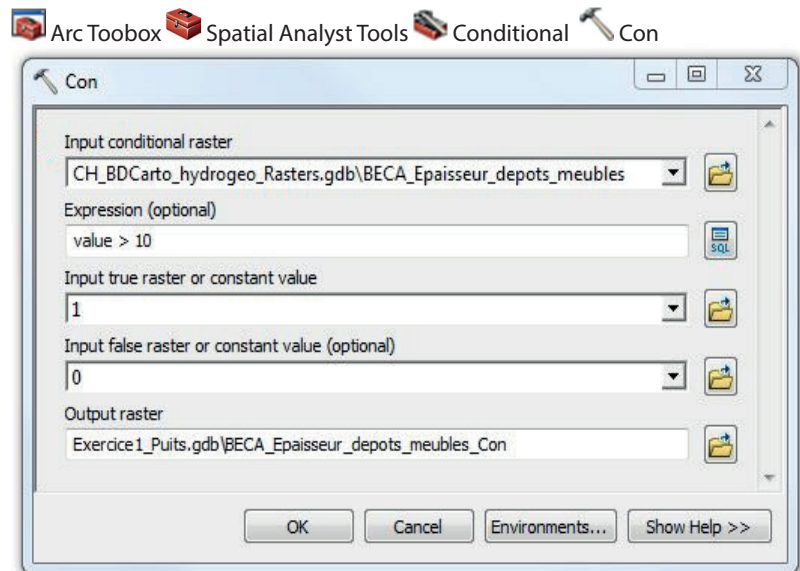 Arc Toobox Spatial Analyst Tools Conditional Con
Con
Input conditional raster
CH_BDCarto_hydrogeo_Rasters.gdb\BECA_Epaisseur_depots_meubles
Expression (optional)
value > 10
SQL
Input true raster or constant value
1
Input false raster or constant value (optional)
0
Output raster
Exercice1_Puits.gdb\BECA_Epaisseur_depots_meubles_Con
OK Cancel Environments... Show Help >>